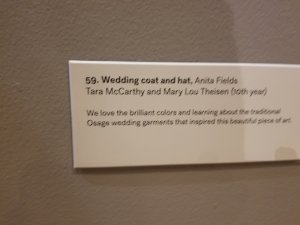 59. Wedding coat and hat, Anita Fields
Tara McCarthy and Mary Lou Theisen (10th year)
We love the brilliant colors and learning about the traditional
Osage wedding garments that inspired this beautiful piece of art.